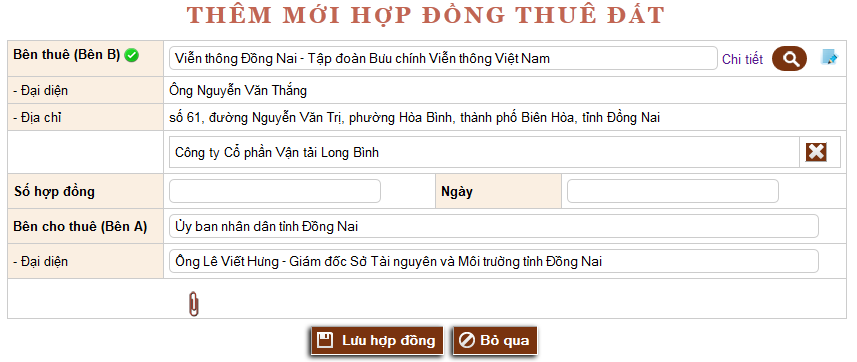 THÊM MỚI HỢP ĐỒNG THUÊ ĐẤT
Bên thuê (Bên B) Viễn thông Đồng Nai - Tập đoàn Bưu chính Viễn thông Việt Nam Chi tiết
- Đại diện Ông Nguyễn Văn Thắng
- Địa chỉ số 61, đường Nguyễn Văn Trị, phường Hòa Bình, thành phố Biên Hòa, tỉnh Đồng Nai
Công ty Cổ phần Vận tải Long Bình
Số hợp đồng Ngày
Bên cho thuê (Bên A) Ủy ban nhân dân tỉnh Đồng Nai
- Đại diện Ông Lê Viết Hưng - Giám đốc Sở Tài nguyên và Môi trường tỉnh Đồng Nai
Lưu hợp đồng Bỏ qua